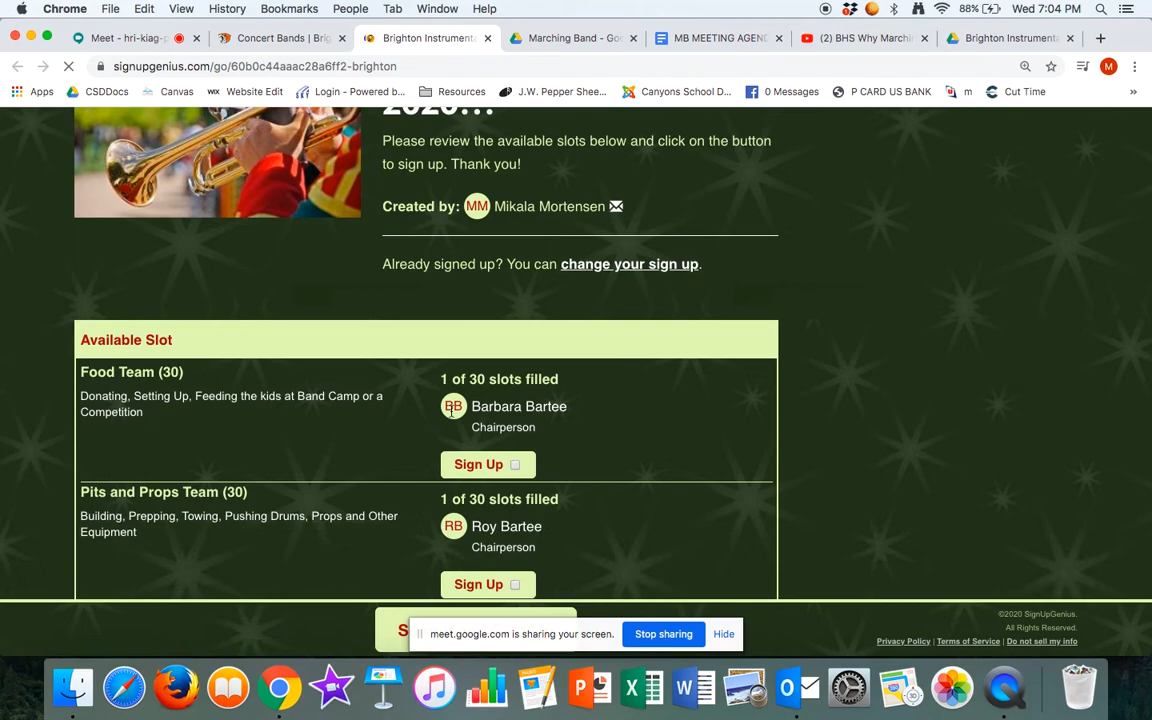 Chrome File Edit View History Bookmarks People Tab Window Help 88% Wed 7:04 PM
Meet - hri-kiag-p Concert Bands | Brig Brighton Instrumenta Marching Band - Goo MB MEETING AGEND (2) BHS Why Marchi Brighton Instrumenta
signupgenius.com/go/60b0c44aaac28a6ff2-brighton M
Apps CSDDocs Canvas Website Edit Login - Powered b... Resources J.W. Pepper Shee... Canyons School D... 0 Messages P CARD US BANK m Cut Time
2020...
Please review the available slots below and click on the button
to sign up. Thank you!
Created by: MM Mikala Mortensen
Already signed up? You can change your sign up.
Available Slot
Food Team (30)
Donating, Setting Up, Feeding the kids at Band Camp or a
Competition
1 of 30 slots filled
BB Barbara Bartee
Chairperson
Sign Up
Pits and Props Team (30)
Building, Prepping, Towing, Pushing Drums, Props and Other
Equipment
1 of 30 slots filled
RB Roy Bartee
Chairperson
Sign Up
S
meet.google.com is sharing your screen. Stop sharing Hide
©2020 SignUpGenius.
All Rights Reserved.
Privacy Policy | Terms of Service | Do not sell my info